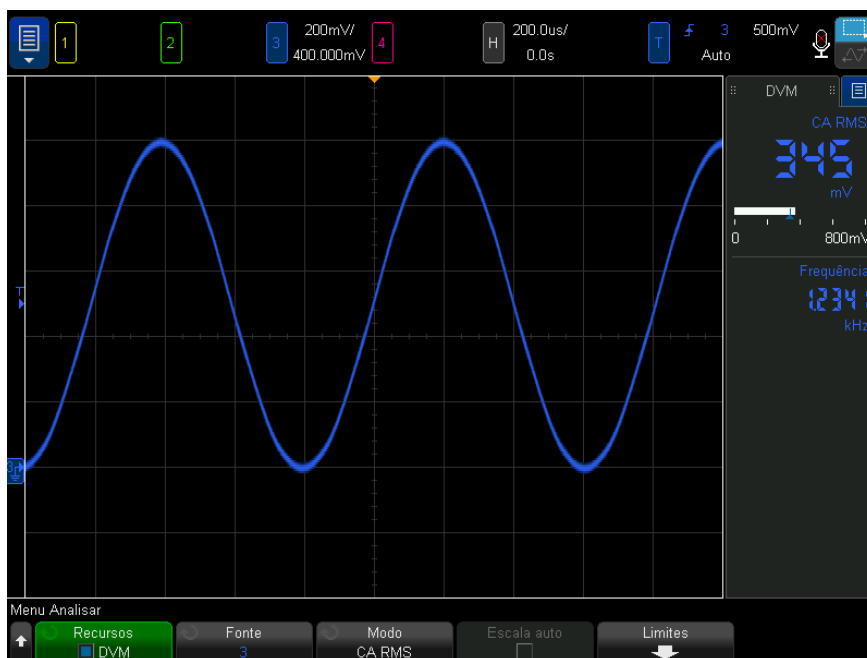 1
2
3
200mV/
400.000mV
4
H
200.0us/
0.0s
T
3
500mV
Auto
DVM
CA RMS
345
mV
0
800mV
Frequência
kHz
T
3
Menu Analisar
Recursos
DVM
Fonte
3
Modo
CA RMS
Escala auto
Limites